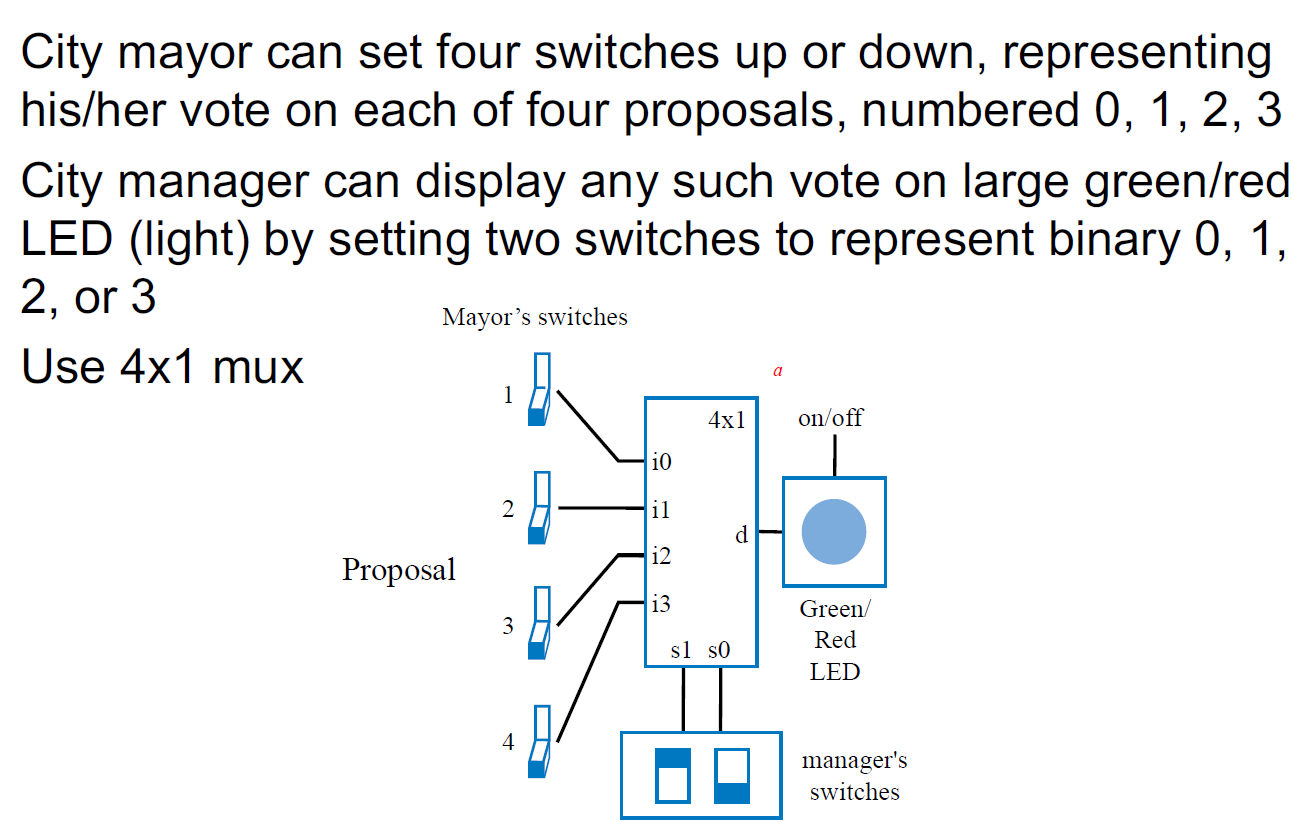 City mayor can set four switches up or down, representing
his/her vote on each of four proposals, numbered 0, 1, 2, 3
City manager can display any such vote on large green/red
LED (light) by setting two switches to represent binary 0, 1,
2, or 3
Use 4x1 mux
Mayor's switches
a
1
4x1
on/off
i0
2
i1
d
i2
Proposal
i3
3
Green/
Red
LED
s1 s0
4
manager's
switches